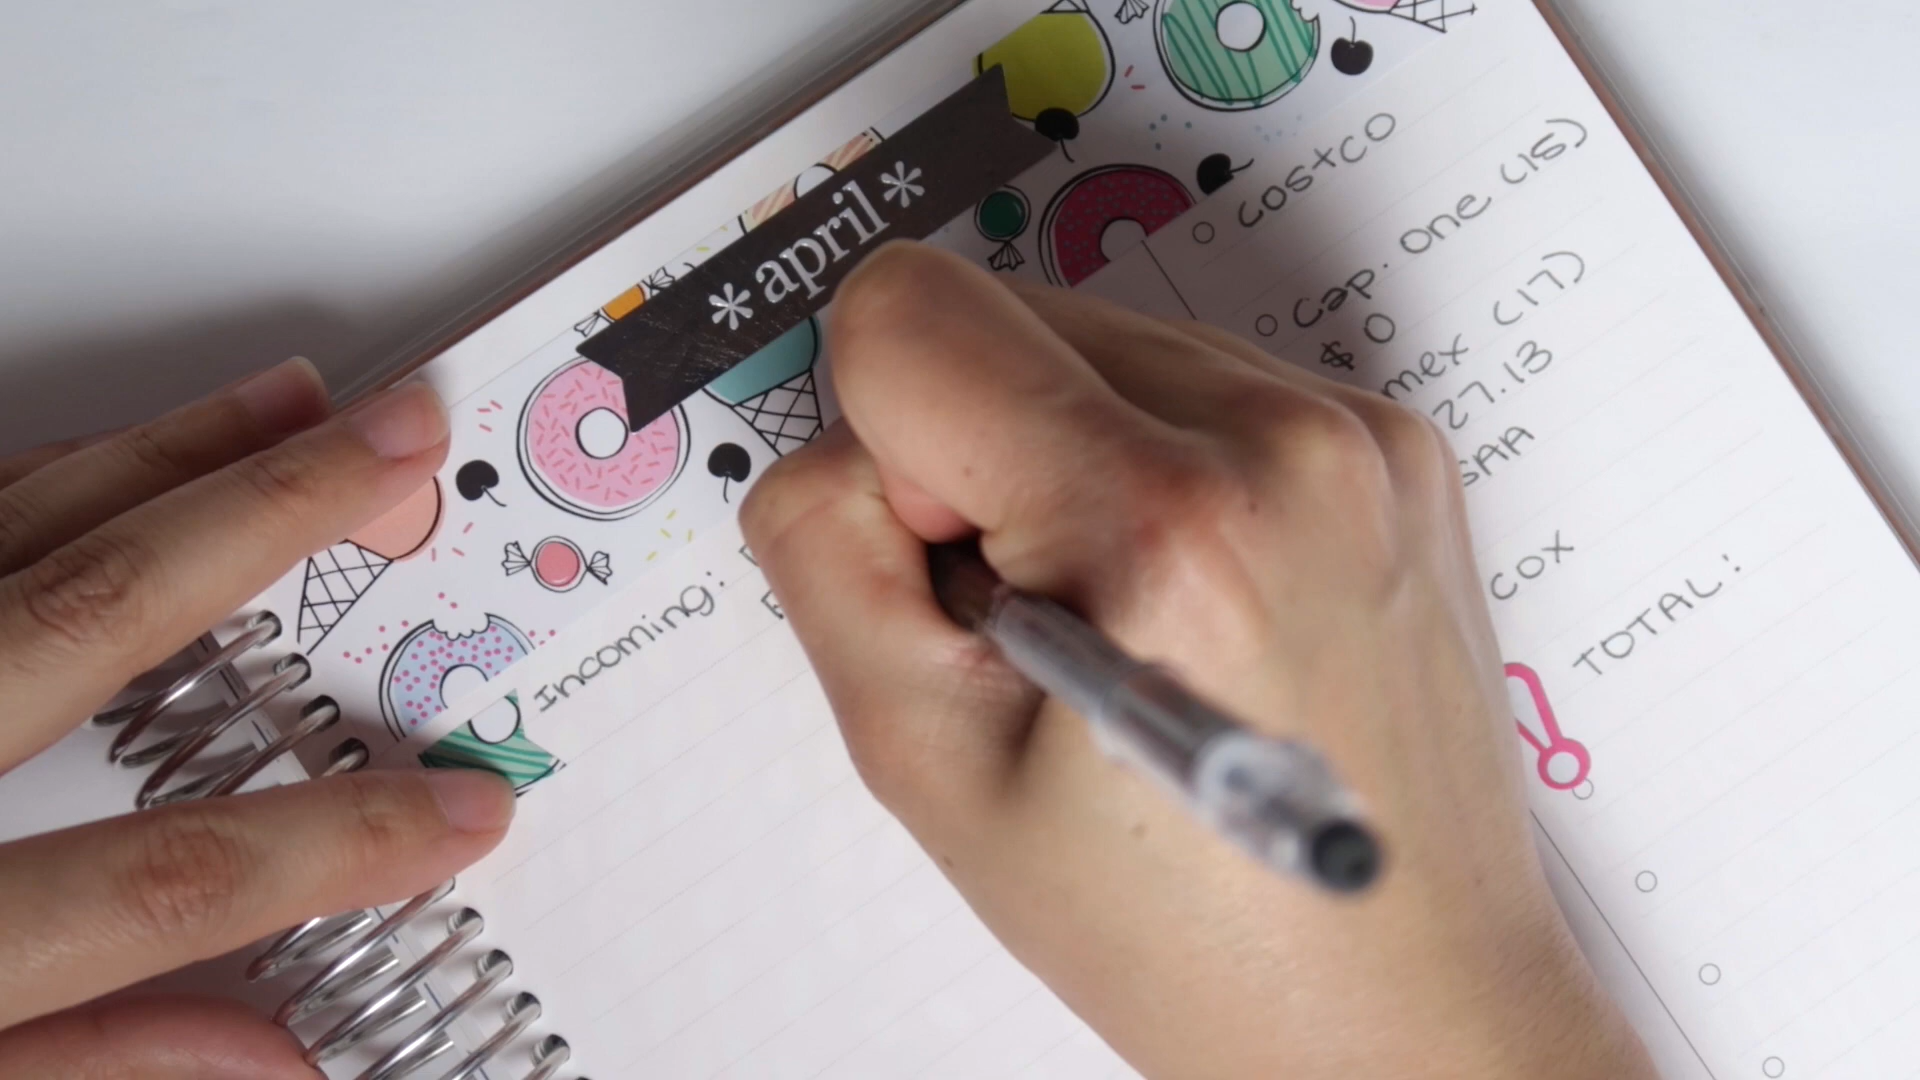 *april*
Incoming:
COSTCO
Cap. One (15)
$ 0
mex (17)
27.13
SAA
COX
TOTAL: